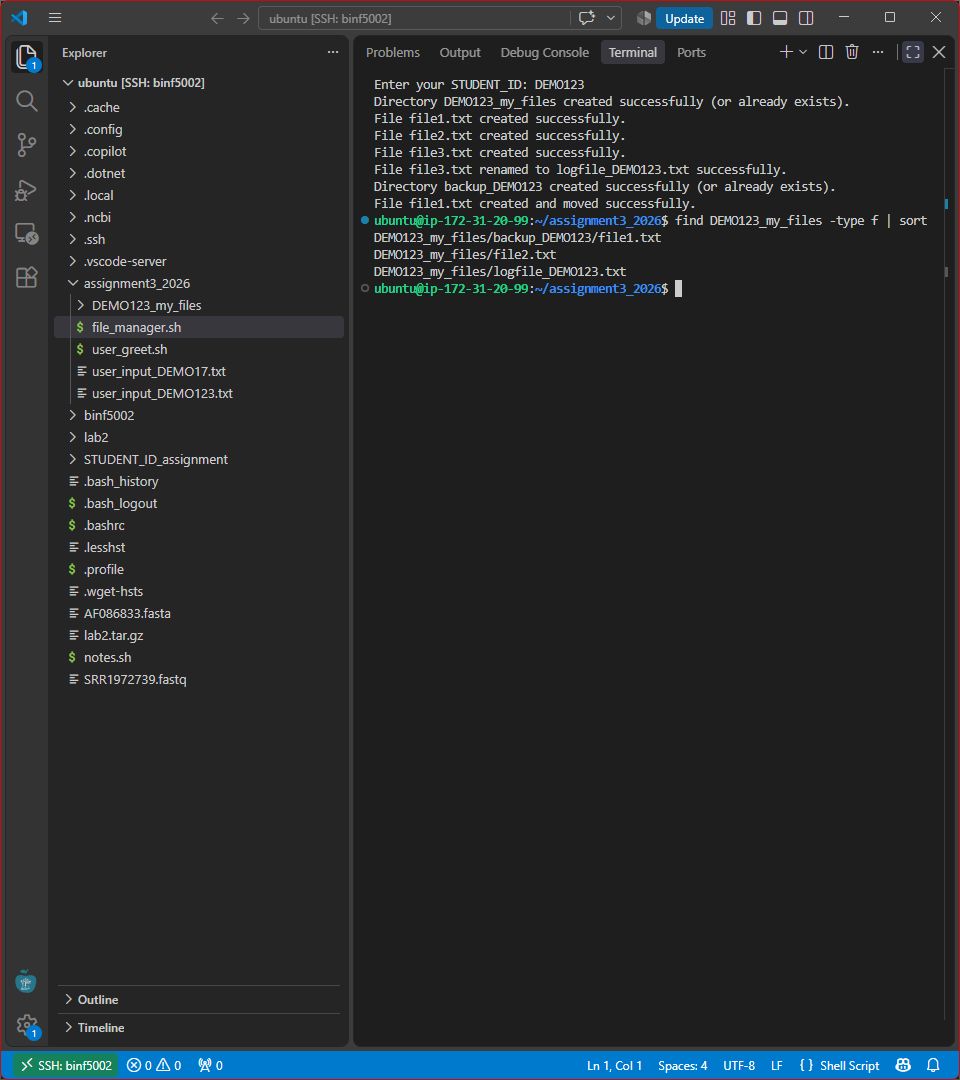 ubuntu [SSH: binf5002]
Update
Explorer
ubuntu [SSH: binf5002]
.cache
.config
.copilot
.dotnet
.local
.ncbi
.ssh
.vscode-server
assignment3_2026
DEMO123_my_files
$ file_manager.sh
$ user_greet.sh
user_input_DEMO17.txt
user_input_DEMO123.txt
binf5002
lab2
STUDENT_ID_assignment
.bash_history
$ .bash_logout
$ .bashrc
.lesshst
$ .profile
.wget-hsts
AF086833.fasta
lab2.tar.gz
$ notes.sh
SRR1972739.fastq
Outline
Timeline
1
1
Problems Output Debug Console Terminal Ports
Enter your STUDENT_ID: DEMO123
Directory DEMO123_my_files created successfully (or already exists).
File file1.txt created successfully.
File file2.txt created successfully.
File file3.txt created successfully.
File file3.txt renamed to logfile_DEMO123.txt successfully.
Directory backup_DEMO123 created successfully (or already exists).
File file1.txt created and moved successfully.
ubuntu@ip-172-31-20-99:~/assignment3_2026$ find DEMO123_my_files -type f | sort
DEMO123_my_files/backup_DEMO123/file1.txt
DEMO123_my_files/file2.txt
DEMO123_my_files/logfile_DEMO123.txt
ubuntu@ip-172-31-20-99:~/assignment3_2026$
SSH: binf5002 0 0 0 Ln 1, Col 1 Spaces: 4 UTF-8 LF { } Shell Script